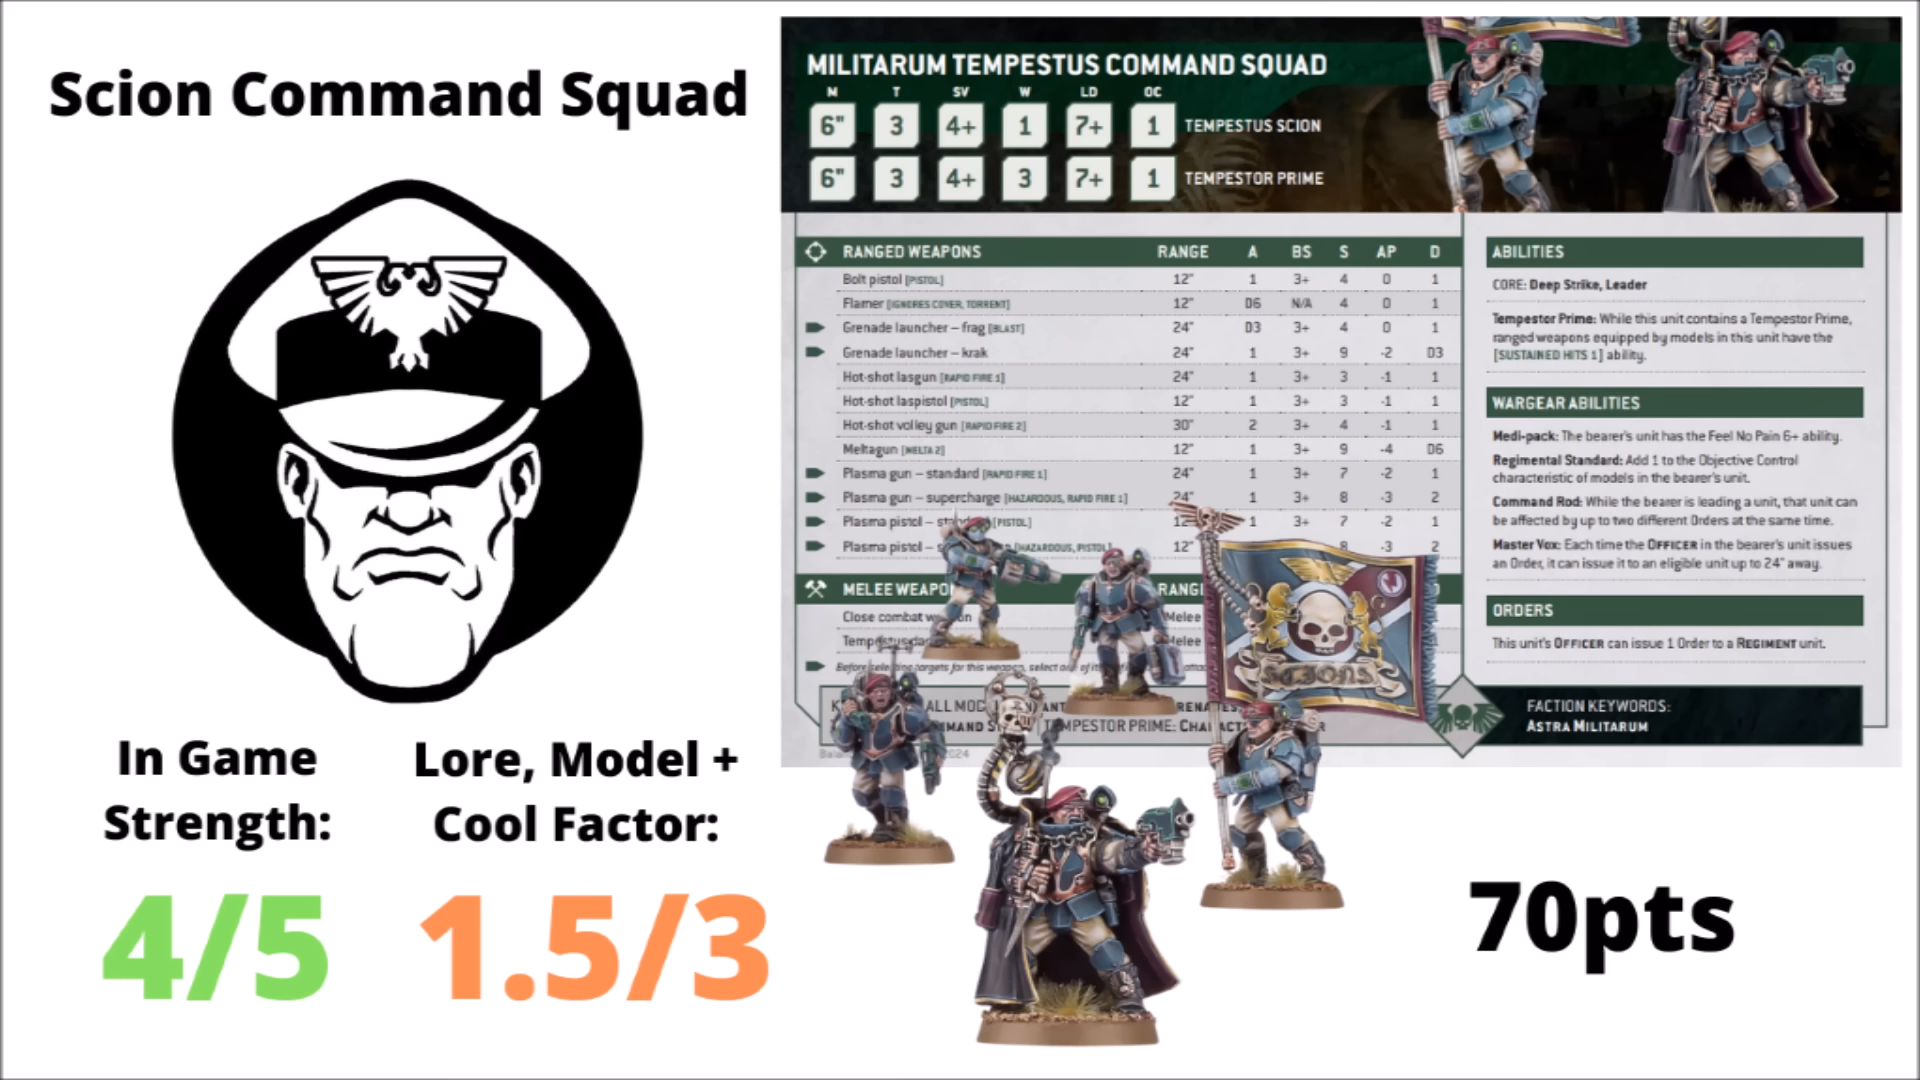 Scion Command Squad
In Game
Strength:
4/5
Lore, Model +
Cool Factor:
1.5/3
MILITARUM TEMPESTUS COMMAND SQUAD
M T SV W LD OC
6" 3 4+ 1 7+ 1 TEMPESTUS SCION
6" 3 4+ 3 7+ 1 TEMPESTOR PRIME
RANGED WEAPONS RANGE A BS S AP D
Bolt pistol [PISTOL] 12" 1 3+ 4 0 1
Flamer [IGNORES COVER, TORRENT] 12" D6 N/A 4 0 1
Grenade launcher – frag [BLAST] 24" D3 3+ 4 0 1
Grenade launcher – krak 24" 1 3+ 9 -2 D3
Hot-shot lasgun [RAPID FIRE 1] 24" 1 3+ 3 -1 1
Hot-shot laspistol [PISTOL] 12" 1 3+ 3 -1 1
Hot-shot volley gun [RAPID FIRE 2] 30" 2 3+ 4 -1 1
Meltagun [MELTA 2] 12" 1 3+ 9 -4 D6
Plasma gun – standard [RAPID FIRE 1] 24" 1 3+ 7 -2 1
Plasma gun – supercharge [HAZARDOUS, RAPID FIRE 1] 24" 1 3+ 8 -3 2
Plasma pistol – [PISTOL] 12" 1 3+ 7 -2 1
Plasma pistol – [HAZARDOUS, PISTOL] 12" 8 -3 2
MELEE
Close combat Melee
Melee
ABILITIES
CORE: Deep Strike, Leader
Tempestor Prime: While this unit contains a Tempestor Prime,
ranged weapons equipped by models in this unit have the
[SUSTAINED HITS 1] ability.
WARGEAR ABILITIES
Medi-pack: The bearer's unit has the Feel No Pain 6+ ability.
Regimental Standard: Add 1 to the Objective Control
characteristic of models in the bearer's unit.
Command Rod: While the bearer is leading a unit, that unit can
be affected by up to two different Orders at the same time.
Master Vox: Each time the OFFICER in the bearer's unit issues
an Order, it can issue it to an eligible unit up to 24" away.
ORDERS
This unit's OFFICER can issue 1 Order to a REGIMENT unit.
ALL
TEMPESTOR PRIME:
FACTION KEYWORDS:
ASTRA MILITARUM
SCIONS
70pts